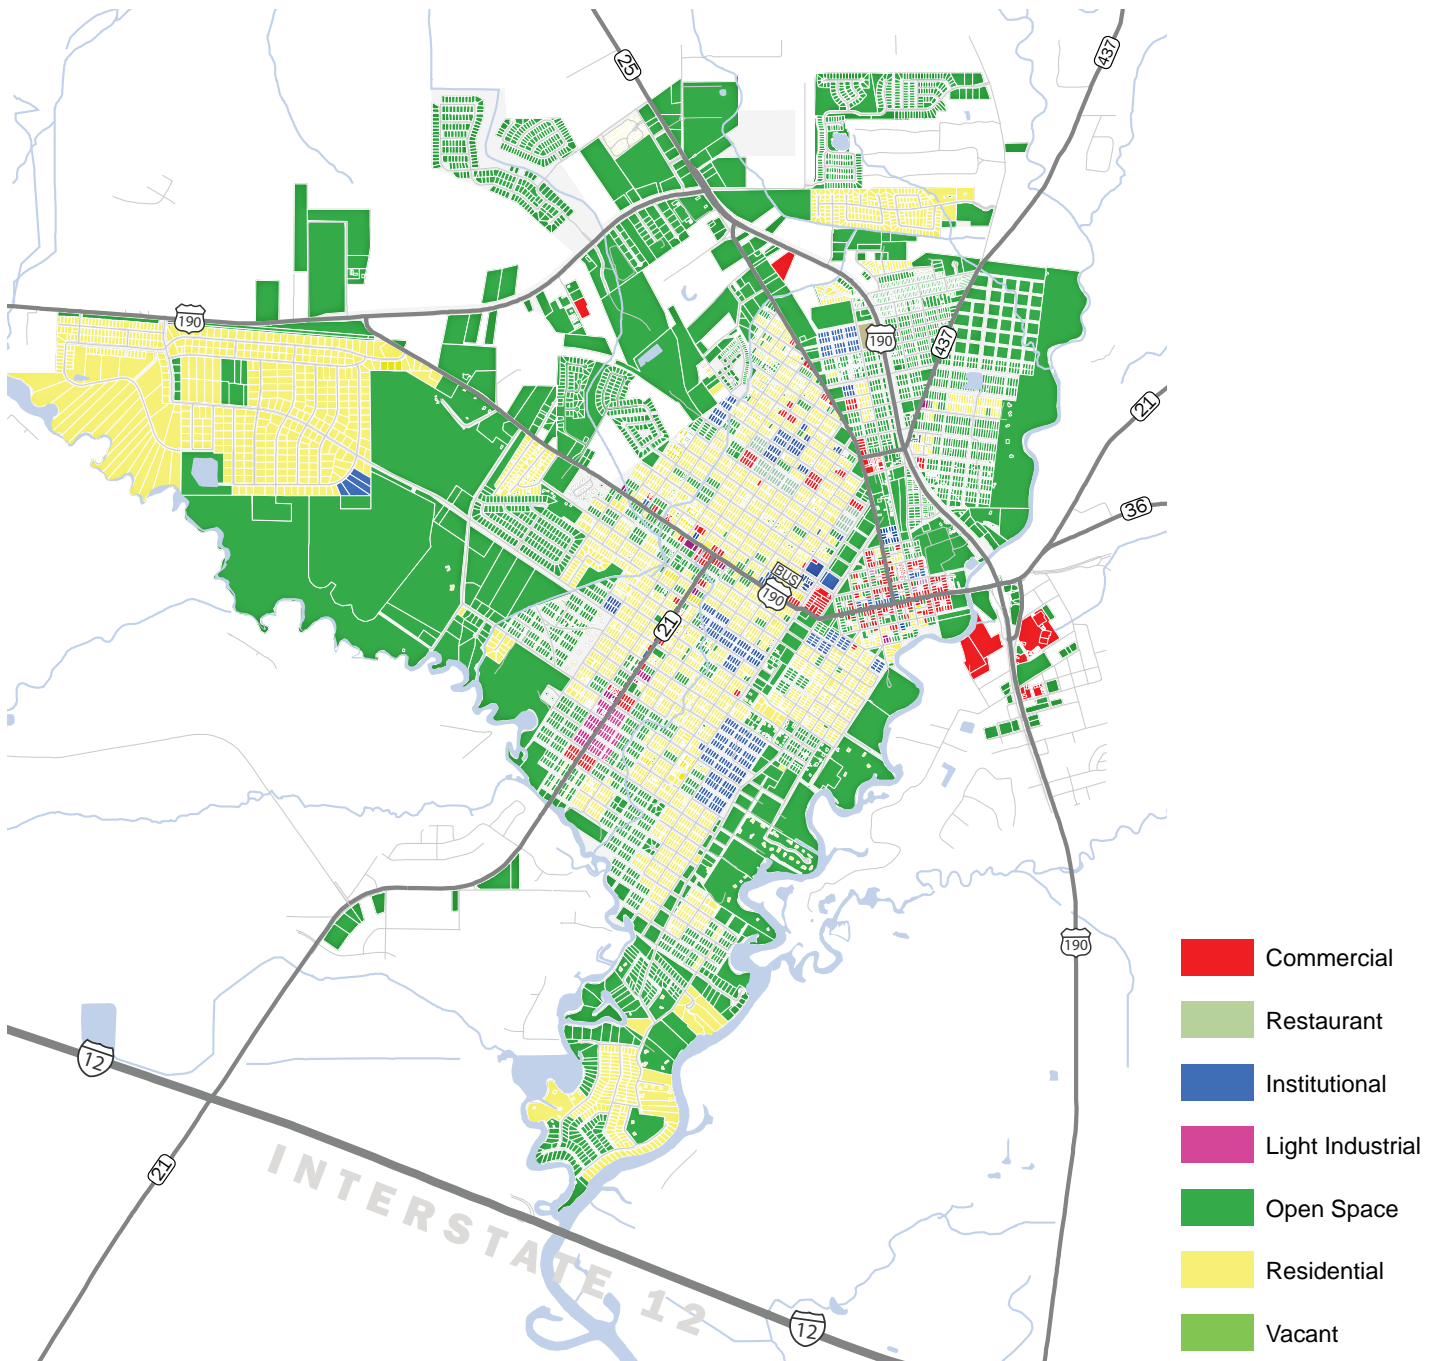 25
437
190
190
437
21
36
BUS
190
21
190
12
21
INTERSTATE 12
12
Commercial
Restaurant
Institutional
Light Industrial
Open Space
Residential
Vacant